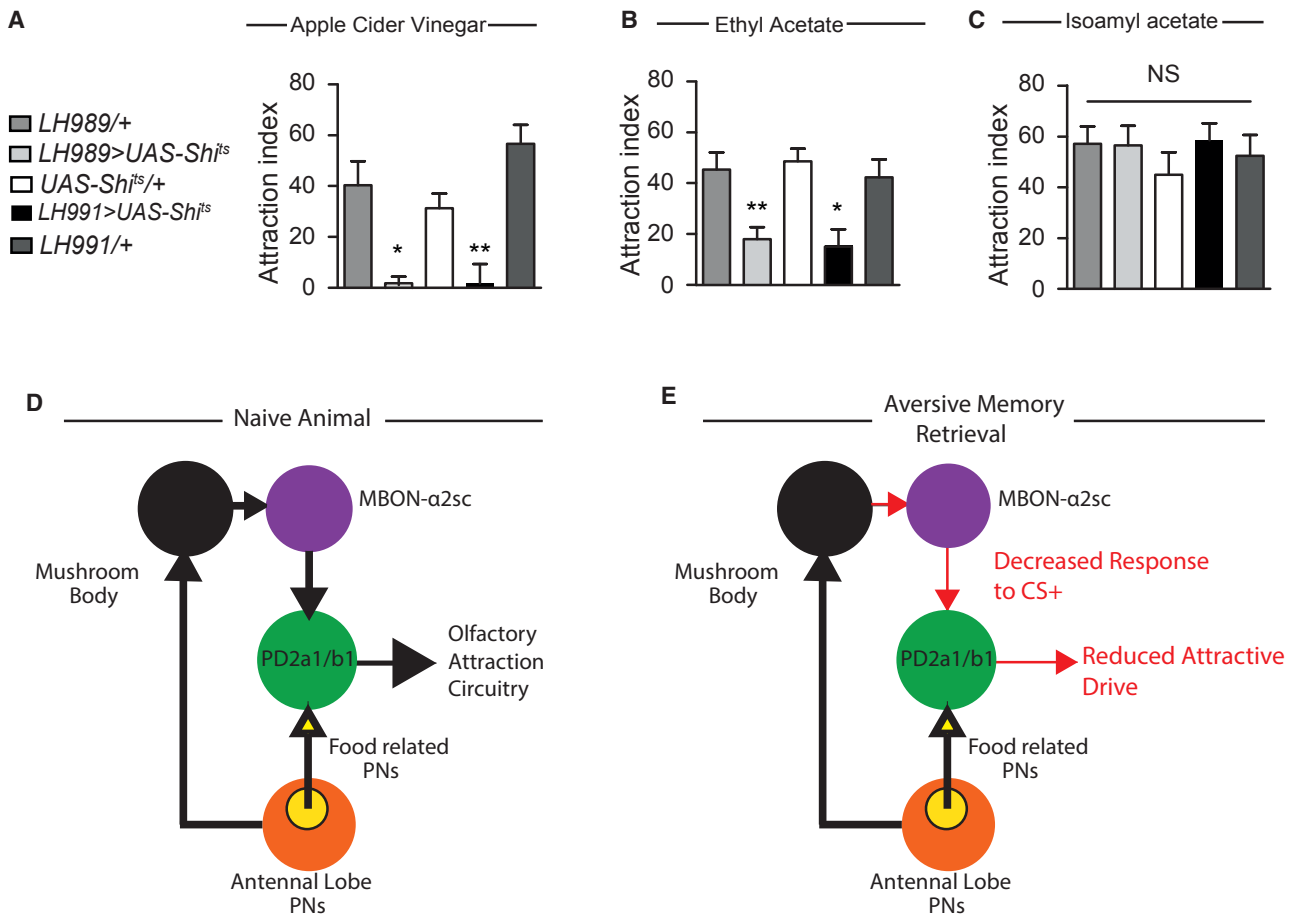 A
Apple Cider Vinegar
LH989/+
LH989>UAS-Shits
UAS-Shits/+
LH991>UAS-Shits
LH991/+
Attraction index
80
60
40
20
0
*
**
B
Ethyl Acetate
Attraction index
80
60
40
20
0
**
*
C
Isoamyl acetate
NS
Attraction index
80
60
40
20
0
D
Naive Animal
MBON-α2sc
Mushroom
Body
PD2a1/b1
Olfactory
Attraction
Circuitry
Food related
PNs
Antennal Lobe
PNs
E
Aversive Memory
Retrieval
MBON-α2sc
Mushroom
Body
Decreased Response
to CS+
PD2a1/b1
Reduced Attractive
Drive
Food related
PNs
Antennal Lobe
PNs